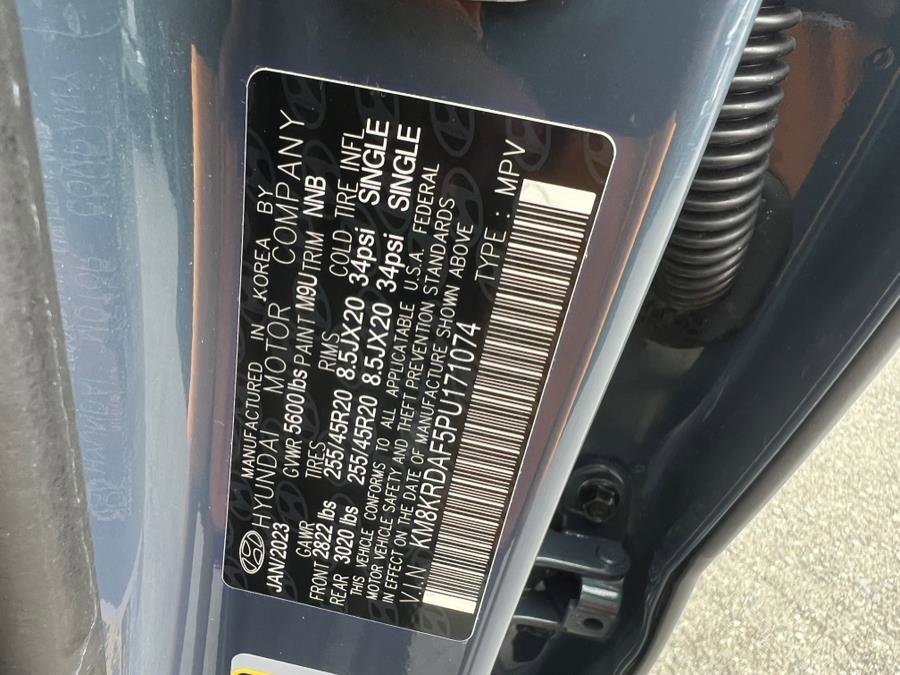 MANUFACTURED IN KOREA BY
HYUNDAI MOTOR COMPANY
JAN/2023 GVWR 5600lbs PAINT M9U TRIM NNB
GAWR TIRES RIMS COLD TIRE INFL
FRONT 2822 lbs 255/45R20 8.5JX20 34psi SINGLE
REAR 3020 lbs 255/45R20 8.5JX20 34psi SINGLE
THIS VEHICLE CONFORMS TO ALL APPLICATABLE U.S.A. FEDERAL
MOTOR VEHICLE SAFETY AND THEFT PREVENTION STANDARDS
IN EFFECT ON THE DATE OF MANUFACTURE SHOWN ABOVE
V.I.N. KM8KRDAF5PU171074 TYPE : MPV